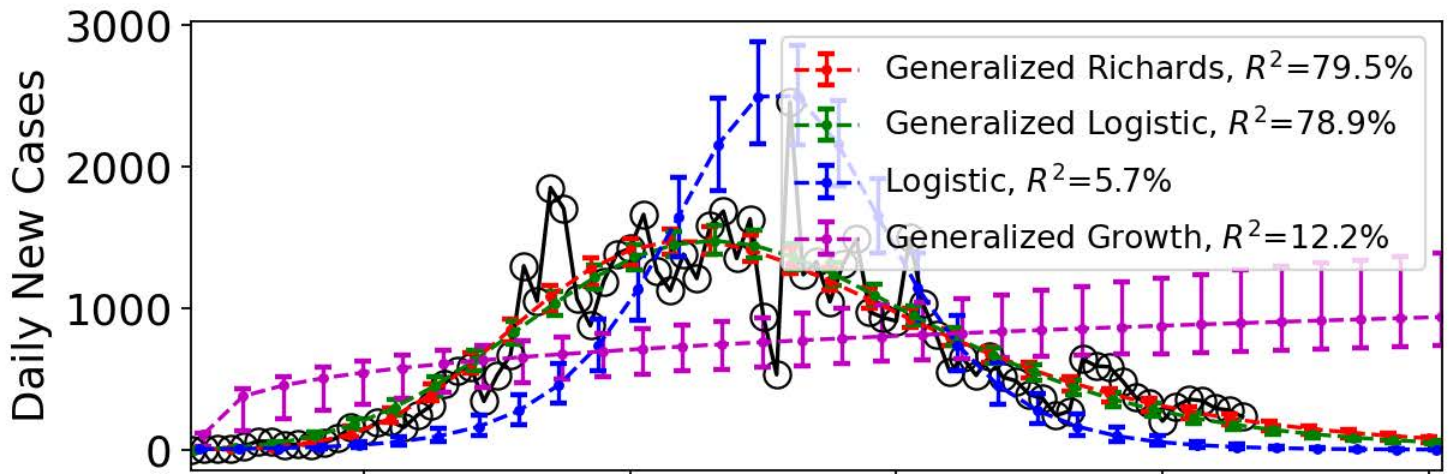 3000
2000
1000
0
Daily New Cases
Generalized Richards, R²=79.5%
Generalized Logistic, R²=78.9%
Logistic, R²=5.7%
Generalized Growth, R²=12.2%